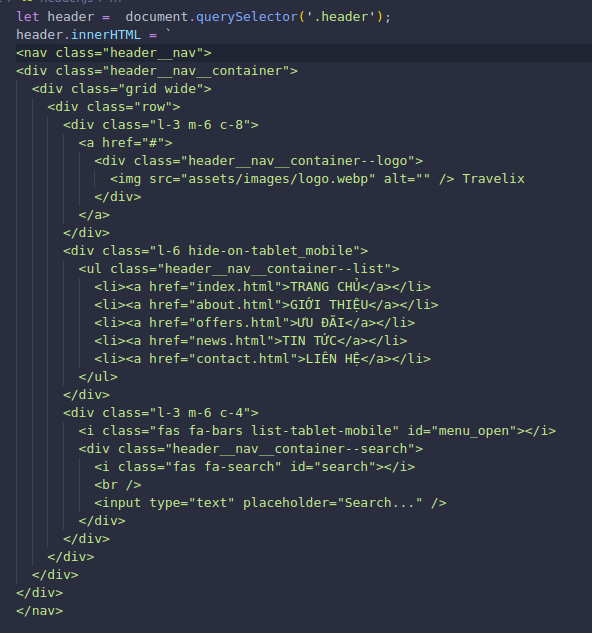 let header =  document.querySelector('.header');
header.innerHTML = `
<nav class="header__nav">
<div class="header__nav__container">
  <div class="grid wide">
    <div class="row">
      <div class="l-3 m-6 c-8">
        <a href="#">
          <div class="header__nav__container--logo">
            <img src="assets/images/logo.webp" alt="" /> Travelix
          </div>
        </a>
      </div>
      <div class="l-6 hide-on-tablet_mobile">
        <ul class="header__nav__container--list">
          <li><a href="index.html">TRANG CHỦ</a></li>
          <li><a href="about.html">GIỚI THIỆU</a></li>
          <li><a href="offers.html">ƯU ĐÃI</a></li>
          <li><a href="news.html">TIN TỨC</a></li>
          <li><a href="contact.html">LIÊN HỆ</a></li>
        </ul>
      </div>
      <div class="l-3 m-6 c-4">
        <i class="fas fa-bars list-tablet-mobile" id="menu_open"></i>
        <div class="header__nav__container--search">
          <i class="fas fa-search" id="search"></i>
          <br />
          <input type="text" placeholder="Search..." />
        </div>
      </div>
    </div>
  </div>
</div>
</nav>